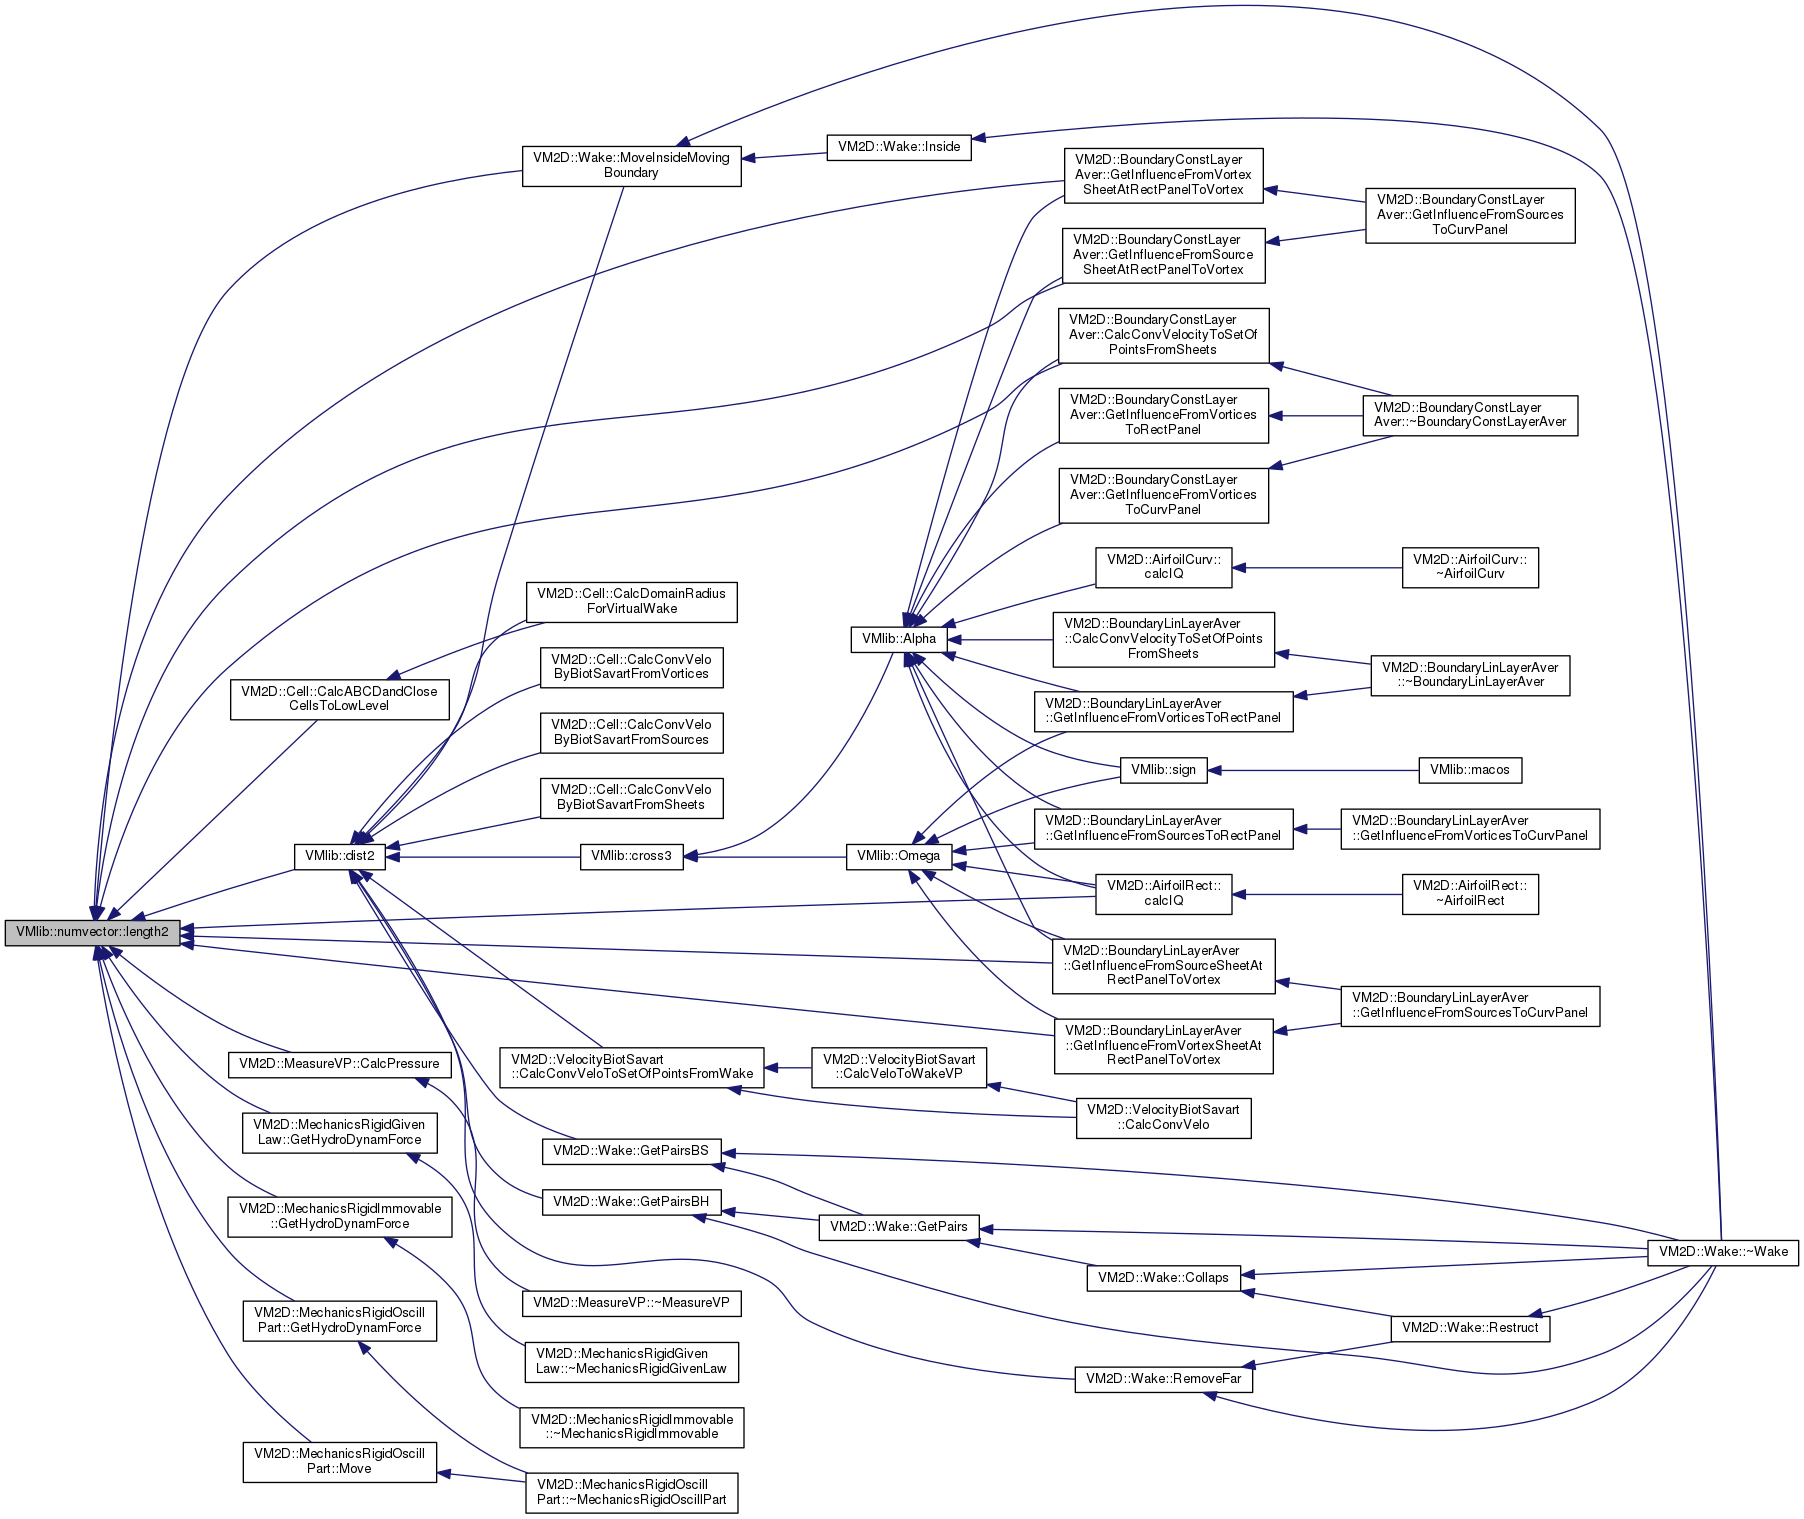 VMlib::numvector::length2
VM2D::Wake::MoveInsideMoving
Boundary
VM2D::Cell::CalcABCDandClose
CellsToLowLevel
VMlib::dist2
VM2D::MeasureVP::CalcPressure
VM2D::MechanicsRigidGiven
Law::GetHydroDynamForce
VM2D::MechanicsRigidImmovable
::GetHydroDynamForce
VM2D::MechanicsRigidOscill
Part::GetHydroDynamForce
VM2D::MechanicsRigidOscill
Part::Move
VM2D::Cell::CalcDomainRadius
ForVirtualWake
VM2D::Cell::CalcConvVelo
ByBiotSavartFromVortices
VM2D::Cell::CalcConvVelo
ByBiotSavartFromSources
VM2D::Cell::CalcConvVelo
ByBiotSavartFromSheets
VMlib::cross3
VM2D::VelocityBiotSavart
::CalcConvVeloToSetOfPointsFromWake
VM2D::Wake::GetPairsBS
VM2D::Wake::GetPairsBH
VM2D::MeasureVP::~MeasureVP
VM2D::MechanicsRigidGiven
Law::~MechanicsRigidGivenLaw
VM2D::MechanicsRigidImmovable
::~MechanicsRigidImmovable
VM2D::MechanicsRigidOscill
Part::~MechanicsRigidOscillPart
VM2D::Wake::Inside
VMlib::Alpha
VMlib::Omega
VM2D::VelocityBiotSavart
::CalcVeloToWakeVP
VM2D::Wake::GetPairs
VM2D::BoundaryConstLayer
Aver::GetInfluenceFromVortex
SheetAtRectPanelToVortex
VM2D::BoundaryConstLayer
Aver::GetInfluenceFromSource
SheetAtRectPanelToVortex
VM2D::BoundaryConstLayer
Aver::CalcConvVelocityToSetOf
PointsFromSheets
VM2D::BoundaryConstLayer
Aver::GetInfluenceFromVortices
ToRectPanel
VM2D::BoundaryConstLayer
Aver::GetInfluenceFromVortices
ToCurvPanel
VM2D::AirfoilCurv::
calcIQ
VM2D::BoundaryLinLayerAver
::CalcConvVelocityToSetOfPoints
FromSheets
VM2D::BoundaryLinLayerAver
::GetInfluenceFromVorticesToRectPanel
VMlib::sign
VM2D::BoundaryLinLayerAver
::GetInfluenceFromSourcesToRectPanel
VM2D::AirfoilRect::
calcIQ
VM2D::BoundaryLinLayerAver
::GetInfluenceFromSourceSheetAt
RectPanelToVortex
VM2D::BoundaryLinLayerAver
::GetInfluenceFromVortexSheetAt
RectPanelToVortex
VM2D::VelocityBiotSavart
::CalcConvVelo
VM2D::Wake::Collaps
VM2D::Wake::RemoveFar
VM2D::BoundaryConstLayer
Aver::GetInfluenceFromSources
ToCurvPanel
VM2D::BoundaryConstLayer
Aver::~BoundaryConstLayerAver
VM2D::AirfoilCurv::
~AirfoilCurv
VM2D::BoundaryLinLayerAver
::~BoundaryLinLayerAver
VMlib::macos
VM2D::BoundaryLinLayerAver
::GetInfluenceFromVorticesToCurvPanel
VM2D::AirfoilRect::
~AirfoilRect
VM2D::BoundaryLinLayerAver
::GetInfluenceFromSourcesToCurvPanel
VM2D::Wake::Restruct
VM2D::Wake::~Wake